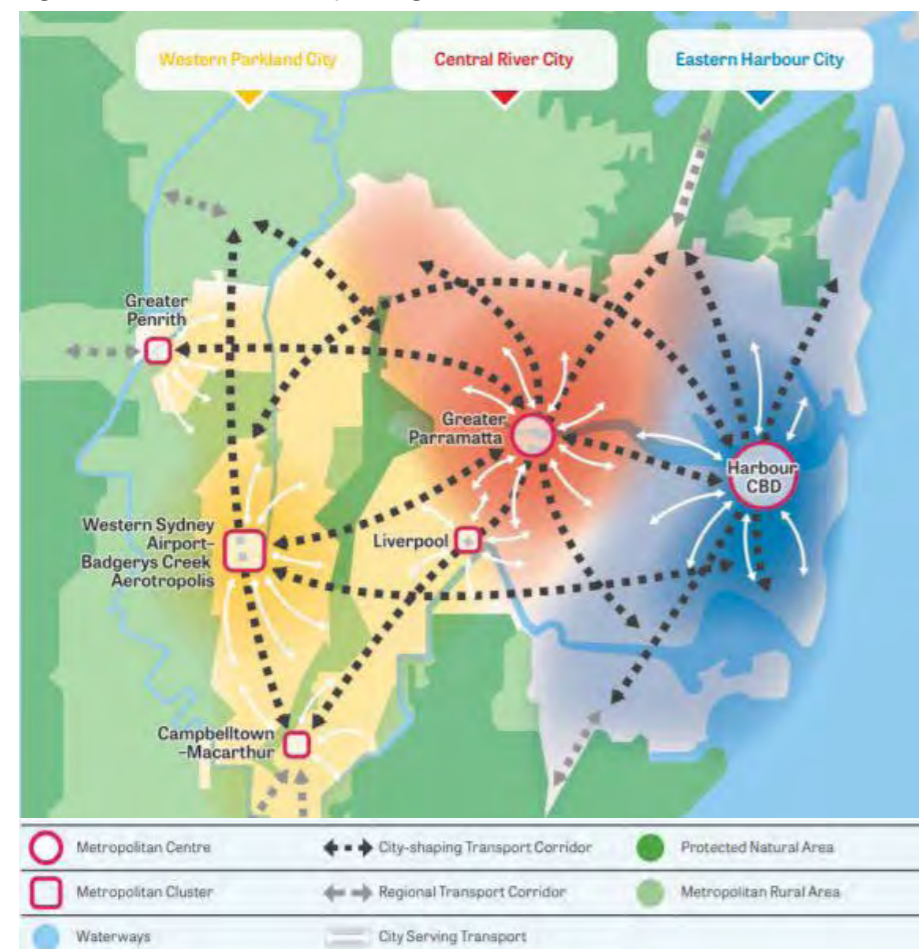 Western Parkland City
Central River City
Eastern Harbour City
Greater
Penrith
Greater
Parramatta
Harbour
CBD
Western Sydney
Airport–
Badgerys Creek
Aerotropolis
Liverpool
Campbelltown
–Macarthur
Metropolitan Centre
City-shaping Transport Corridor
Protected Natural Area
Metropolitan Cluster
Regional Transport Corridor
Metropolitan Rural Area
Waterways
City Serving Transport